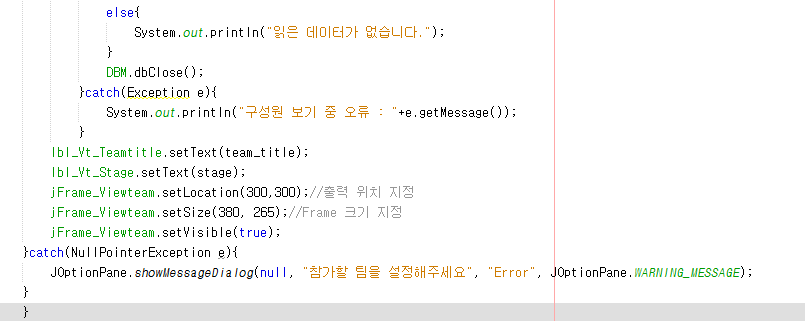 else{
System.out.println("읽은 데이터가 없습니다.");
}
DBM.dbClose();
}catch(Exception e){
System.out.println("구성원 보기 중 오류 : "+e.getMessage());
}
lbl_Vt_Teamtitle.setText(team_title);
lbl_Vt_Stage.setText(stage);
jFrame_Viewteam.setLocation(300,300);//출력 위치 지정
jFrame_Viewteam.setSize(380, 265);//Frame 크기 지정
jFrame_Viewteam.setVisible(true);
}catch(NullPointerException e){
JOptionPane.showMessageDialog(null, "참가할 팀을 설정해주세요", "Error", JOptionPane.WARNING_MESSAGE);
}
}